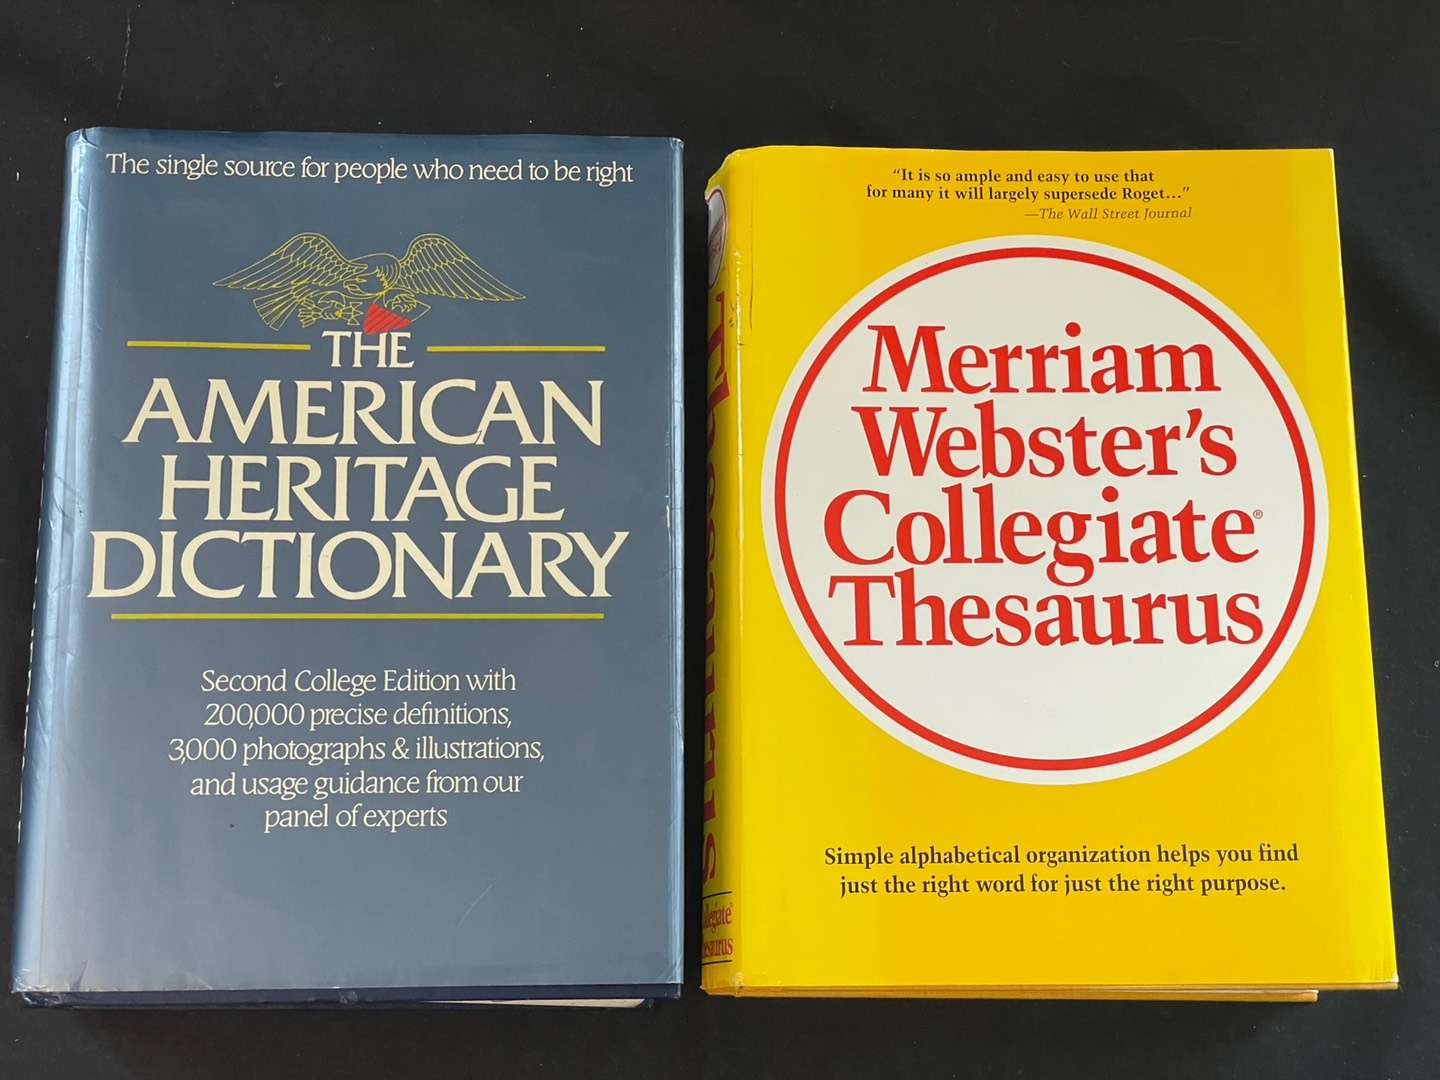 The single source for people who need to be right
THE
AMERICAN
HERITAGE
DICTIONARY
Second College Edition with
200,000 precise definitions,
3,000 photographs & illustrations,
and usage guidance from our
panel of experts
“It is so ample and easy to use that
for many it will largely supersede Roget...”
—The Wall Street Journal
Merriam
Webster’s
Collegiate®
Thesaurus
Simple alphabetical organization helps you find
just the right word for just the right purpose.